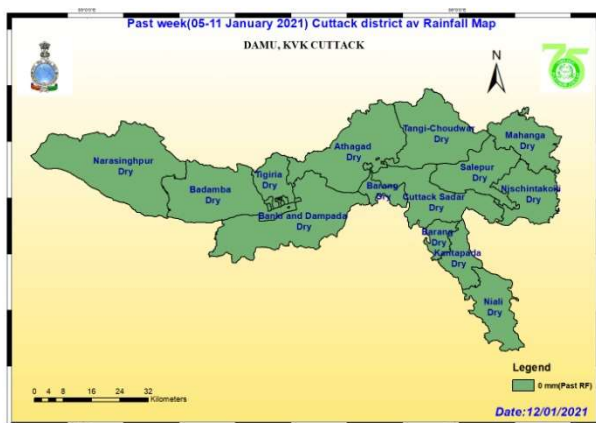 Past week(05-11 January 2021) Cuttack district av Rainfall Map
DAMU, KVK CUTTACK
75
N
Tangi-Choudwar
Dry
Mahanga
Dry
Athagad
Dry
Narasinghpur
Dry
Salepur
Dry
Tigiria
Dry
Badamba
Dry
Barang
Dry
Nischintakoili
Dry
Cuttack Sadar
Dry
Banki and Dampada
Dry
Barang
Dry
Kantapada
Dry
Niali
Dry
Legend
0 mm(Past RF)
0 4 8 16 24 32
Kilometers
Date:12/01/2021